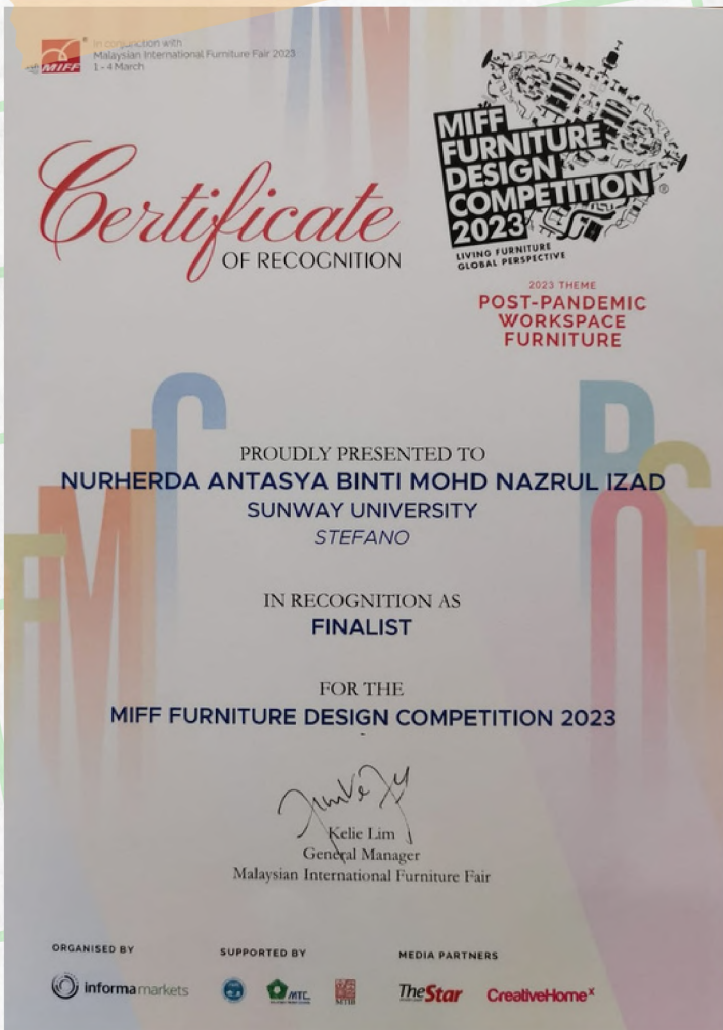 MIFF
®
In conjunction with
Malaysian International Furniture Fair 2023
1 - 4 March
MIFF
FURNITURE
DESIGN
COMPETITION
2023
®
LIVING FURNITURE
GLOBAL PERSPECTIVE
Certificate
OF RECOGNITION
2023 THEME
POST-PANDEMIC
WORKSPACE
FURNITURE
PROUDLY PRESENTED TO
NURHERDA ANTASYA BINTI MOHD NAZRUL IZAD
SUNWAY UNIVERSITY
STEFANO
IN RECOGNITION AS
FINALIST
FOR THE
MIFF FURNITURE DESIGN COMPETITION 2023
Kelie Lim
General Manager
Malaysian International Furniture Fair
ORGANISED BY
SUPPORTED BY
MEDIA PARTNERS
informamarkets
MTC
TheStar
CreativeHomeX